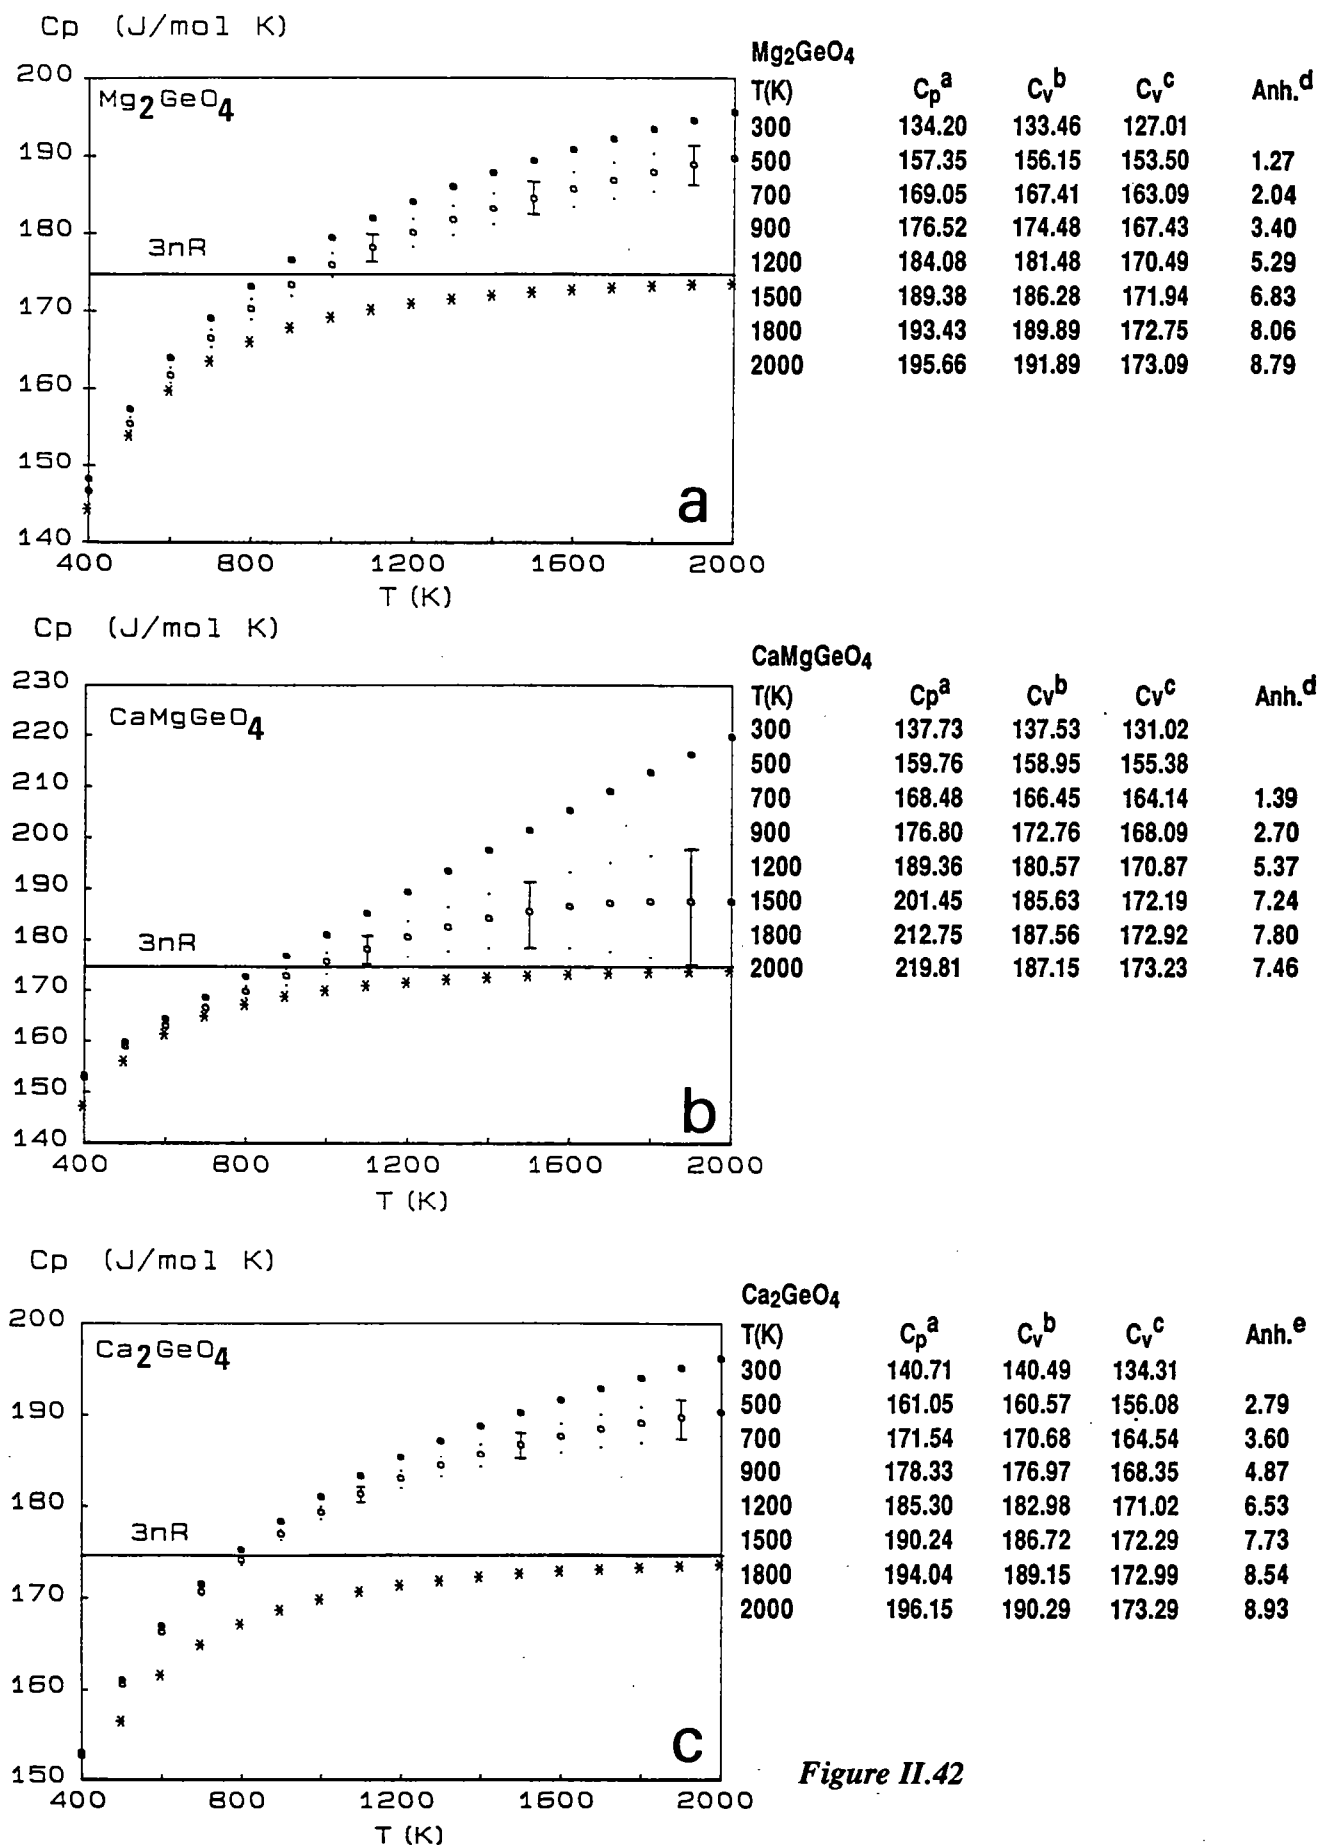 Cp (J/mol K)
200
190
180
170
160
150
140
Mg2GeO4
3nR
a
400 800 1200 1600 2000
T (K)
Mg2GeO4
T(K) Cp^a Cv^b Cv^c Anh.^d
300 134.20 133.46 127.01
500 157.35 156.15 153.50 1.27
700 169.05 167.41 163.09 2.04
900 176.52 174.48 167.43 3.40
1200 184.08 181.48 170.49 5.29
1500 189.38 186.28 171.94 6.83
1800 193.43 189.89 172.75 8.06
2000 195.66 191.89 173.09 8.79
Cp (J/mol K)
230
220
210
200
190
180
170
160
150
140
CaMgGeO4
3nR
b
400 800 1200 1600 2000
T (K)
CaMgGeO4
T(K) Cp^a Cv^b Cv^c Anh.^d
300 137.73 137.53 131.02
500 159.76 158.95 155.38
700 168.48 166.45 164.14 1.39
900 176.80 172.76 168.09 2.70
1200 189.36 180.57 170.87 5.37
1500 201.45 185.63 172.19 7.24
1800 212.75 187.56 172.92 7.80
2000 219.81 187.15 173.23 7.46
Cp (J/mol K)
200
190
180
170
160
150
Ca2GeO4
3nR
c
400 800 1200 1600 2000
T (K)
Ca2GeO4
T(K) Cp^a Cv^b Cv^c Anh.^e
300 140.71 140.49 134.31
500 161.05 160.57 156.08 2.79
700 171.54 170.68 164.54 3.60
900 178.33 176.97 168.35 4.87
1200 185.30 182.98 171.02 6.53
1500 190.24 186.72 172.29 7.73
1800 194.04 189.15 172.99 8.54
2000 196.15 190.29 173.29 8.93
Figure II.42